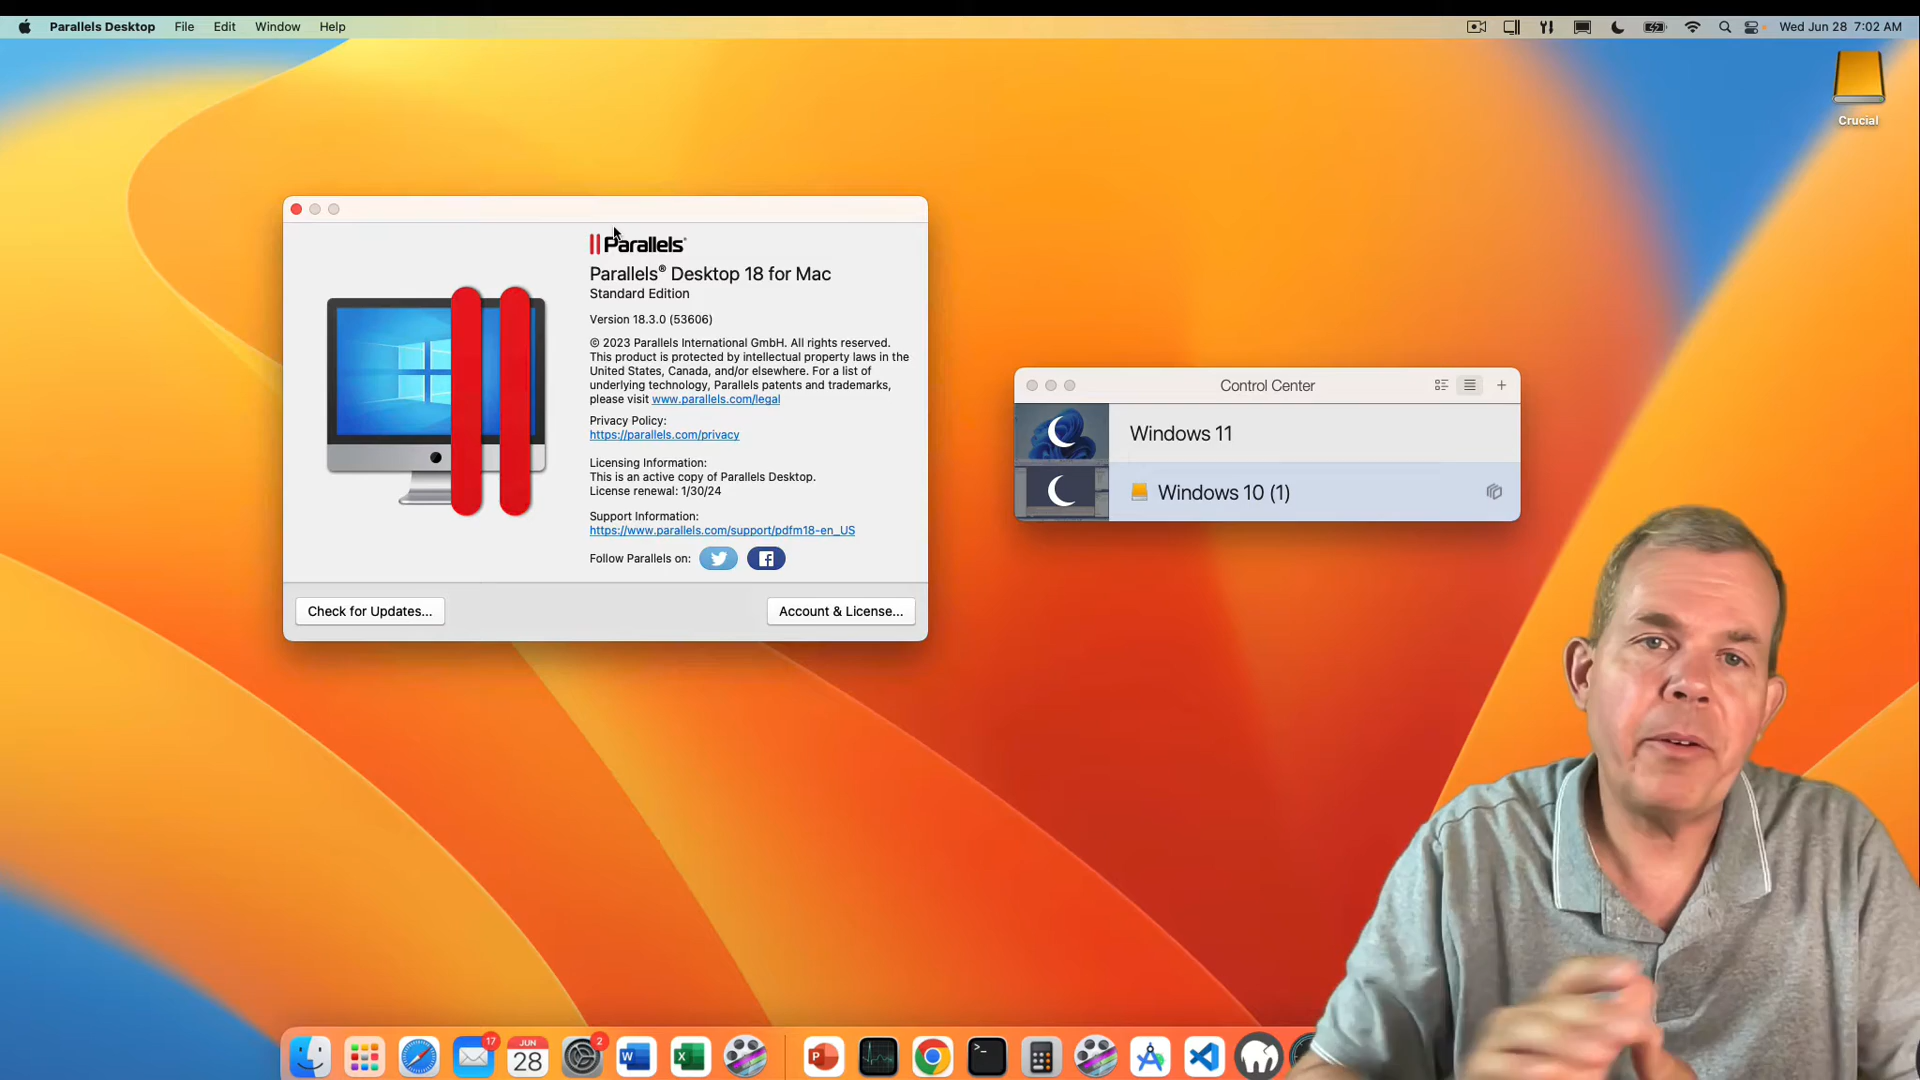 Parallels Desktop File Edit Window Help
Wed Jun 28 7:02 AM
Crucial
Parallels®
Parallels® Desktop 18 for Mac
Standard Edition
Version 18.3.0 (53606)
© 2023 Parallels International GmbH. All rights reserved.
This product is protected by intellectual property laws in the
United States, Canada, and/or elsewhere. For a list of
underlying technology, Parallels patents and trademarks,
please visit www.parallels.com/legal
Privacy Policy:
https://parallels.com/privacy
Licensing Information:
This is an active copy of Parallels Desktop.
License renewal: 1/30/24
Support Information:
https://www.parallels.com/support/pdfm18-en_US
Follow Parallels on:
Check for Updates...
Account & License...
Control Center
Windows 11
Windows 10 (1)
17
JUN
28
2
W
X
P
>_